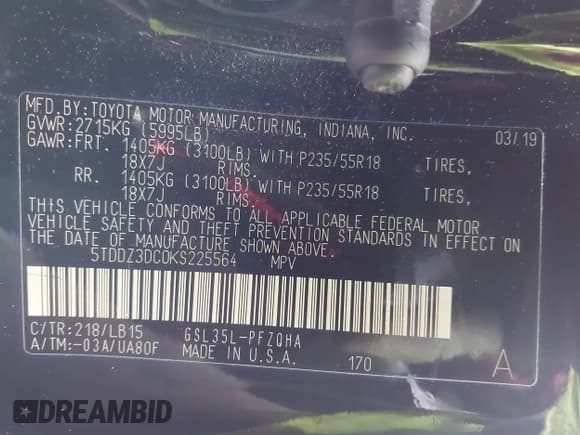 MFD.BY:TOYOTA MOTOR MANUFACTURING, INDIANA, INC. 03/19
GVWR:2715KG (5995LB)
GAWR:FRT. 1405KG (3100LB) WITH P235/55R18 TIRES,
18X7J RIMS.
RR. 1405KG (3100LB) WITH P235/55R18 TIRES,
18X7J RIMS.
THIS VEHICLE CONFORMS TO ALL APPLICABLE FEDERAL MOTOR
VEHICLE SAFETY AND THEFT PREVENTION STANDARDS IN EFFECT ON
THE DATE OF MANUFACTURE SHOWN ABOVE.
5TDDZ3DC0KS225564 MPV
C/TR:218/LB15 GSL35L-PFZQHA
A/TM:-03A/UA80F MADE IN U.S.A. 170 A
DREAMBID